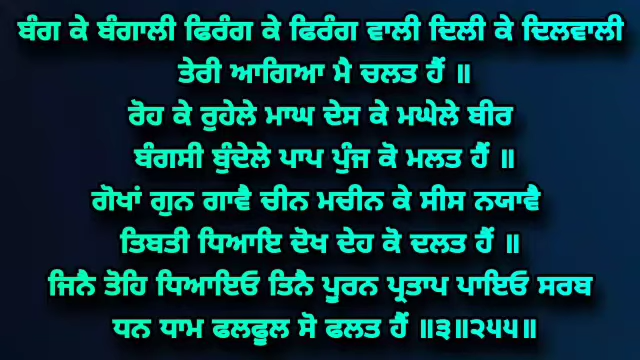 ਬੰਗ ਕੇ ਬੰਗਾਲੀ ਫਿਰੰਗ ਕੇ ਫਿਰੰਗ ਵਾਲੀ ਦਿਲੀ ਕੇ ਦਿਲਵਾਲੀ
ਤੇਰੀ ਆਗਿਆ ਮੈ ਚਲਤ ਹੈਂ ॥
ਰੋਹ ਕੇ ਰੁਹੇਲੇ ਮਾਘ ਦੇਸ ਕੇ ਮਘੇਲੇ ਬੀਰ
ਬੰਗਸੀ ਬੁੰਦੇਲੇ ਪਾਪ ਪੁੰਜ ਕੋ ਮਲਤ ਹੈਂ ॥
ਗੋਖਾਂ ਗੁਨ ਗਾਵੈ ਚੀਨ ਮਚੀਨ ਕੇ ਸੀਸ ਨਯਾਵੈ
ਤਿਬਤੀ ਧਿਆਇ ਦੋਖ ਦੇਹ ਕੋ ਦਲਤ ਹੈਂ ॥
ਜਿਨੈ ਤੋਹਿ ਧਿਆਇਓ ਤਿਨੈ ਪੂਰਨ ਪ੍ਰਤਾਪ ਪਾਇਓ ਸਰਬ
ਧਨ ਧਾਮ ਫਲਫੂਲ ਸੋ ਫਲਤ ਹੈਂ ॥੩॥੨੫੫॥